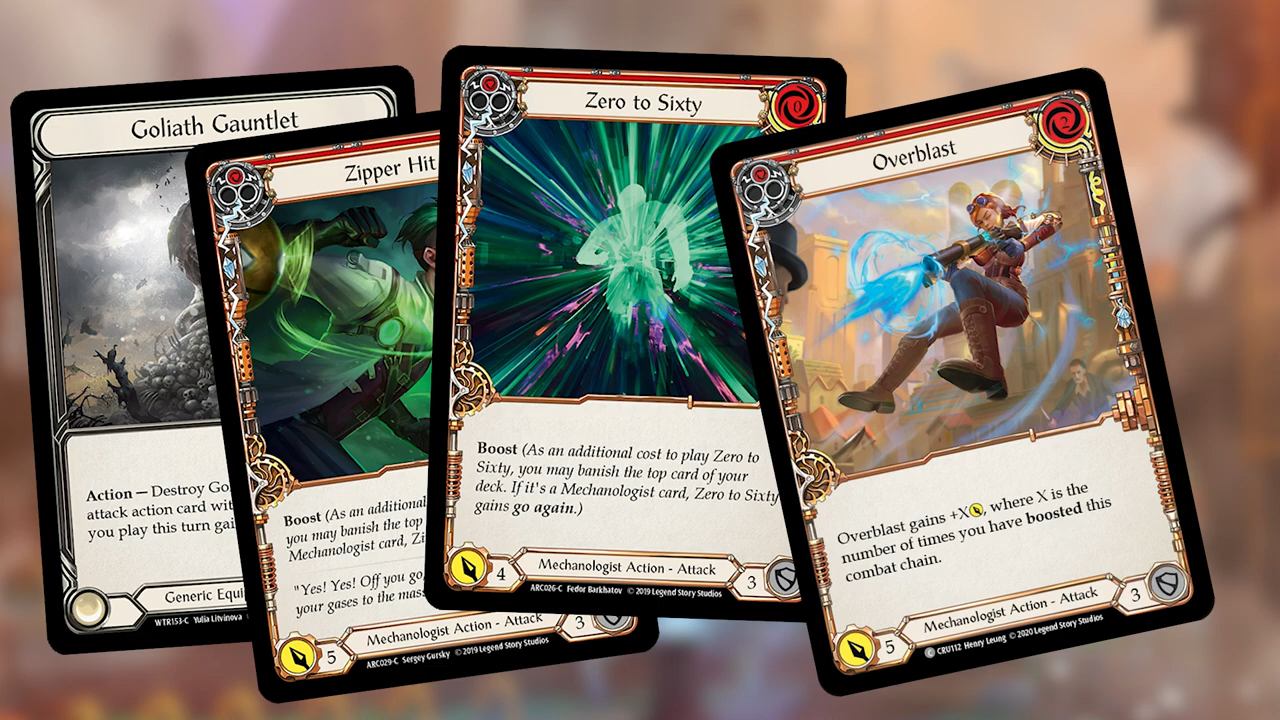 Goliath Gauntlet
Action — Destroy Go
attack action card wit
you play this turn gai
Generic Equi
WTR153-C Yulia Litvinova
Zipper Hit
Boost (As an additional
you may banish the top
Mechanologist card, Zi
"Yes! Yes! Off you go,
your gases to the mas
5
Mechanologist Action - Attack
3
ARC029-C Sergey Gursky © 2019 Legend Story Studios
Zero to Sixty
0
Boost (As an additional cost to play Zero to
Sixty, you may banish the top card of your
deck. If it's a Mechanologist card, Zero to Sixty
gains go again.)
4
Mechanologist Action - Attack
3
ARC026-C Fedor Barkhatov © 2019 Legend Story Studios
Overblast
2
Overblast gains +X, where X is the
number of times you have boosted this
combat chain.
5
Mechanologist Action - Attack
3
C CRU112 Henry Leung © 2020 Legend Story Studios